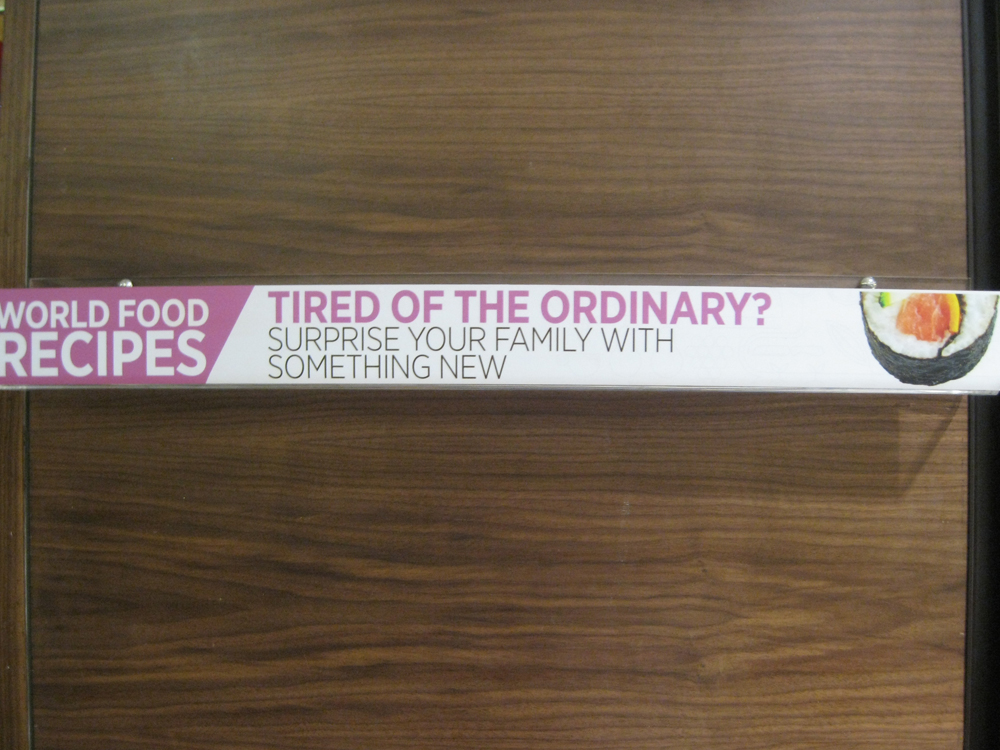 WORLD FOOD
RECIPES
TIRED OF THE ORDINARY?
SURPRISE YOUR FAMILY WITH
SOMETHING NEW